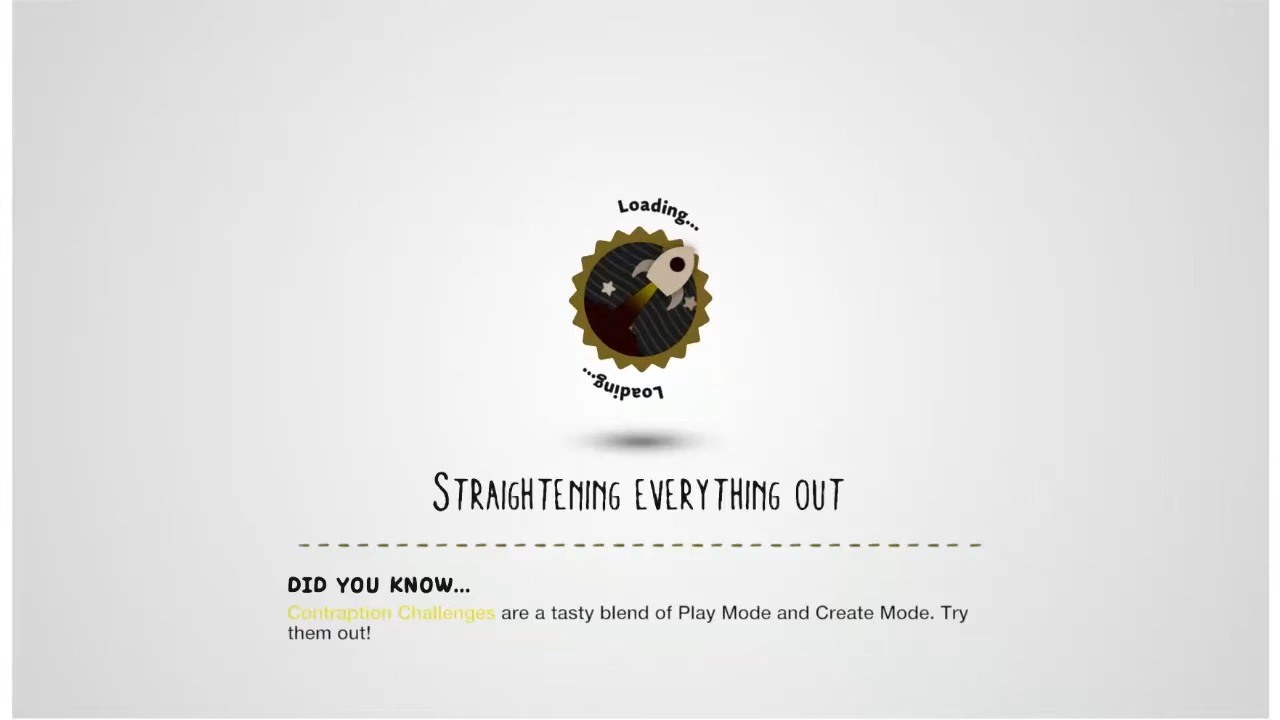 Loading...
Loading...
Straightening everything out
DID YOU KNOW...
Contraption Challenges are a tasty blend of Play Mode and Create Mode. Try
them out!